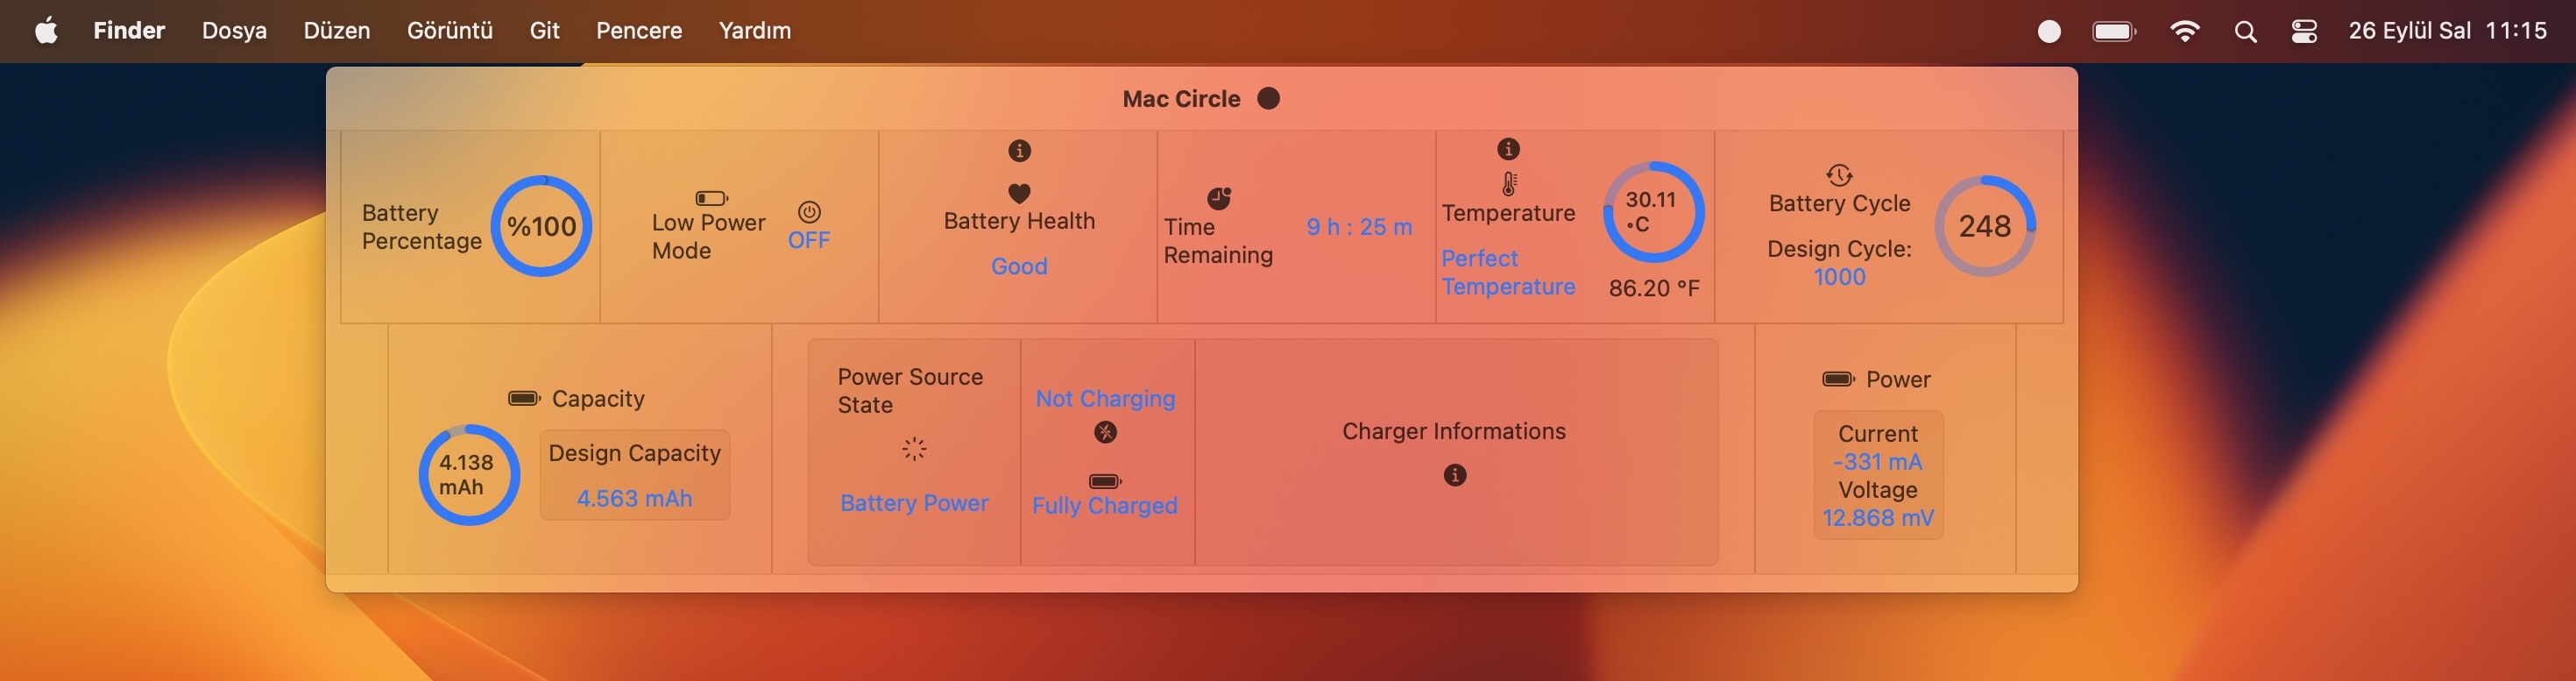 Finder Dosya Düzen Görüntü Git Pencere Yardım 26 Eylül Sal 11:15
Mac Circle
Battery
Percentage
%100
Low Power
Mode
OFF
Battery Health
Good
Time
Remaining
9 h : 25 m
Temperature
Perfect
Temperature
30.11
°C
86.20 °F
Battery Cycle
Design Cycle:
1000
248
Capacity
4.138
mAh
Design Capacity
4.563 mAh
Power Source
State
Battery Power
Not Charging
Fully Charged
Charger Informations
Power
Current
-331 mA
Voltage
12.868 mV